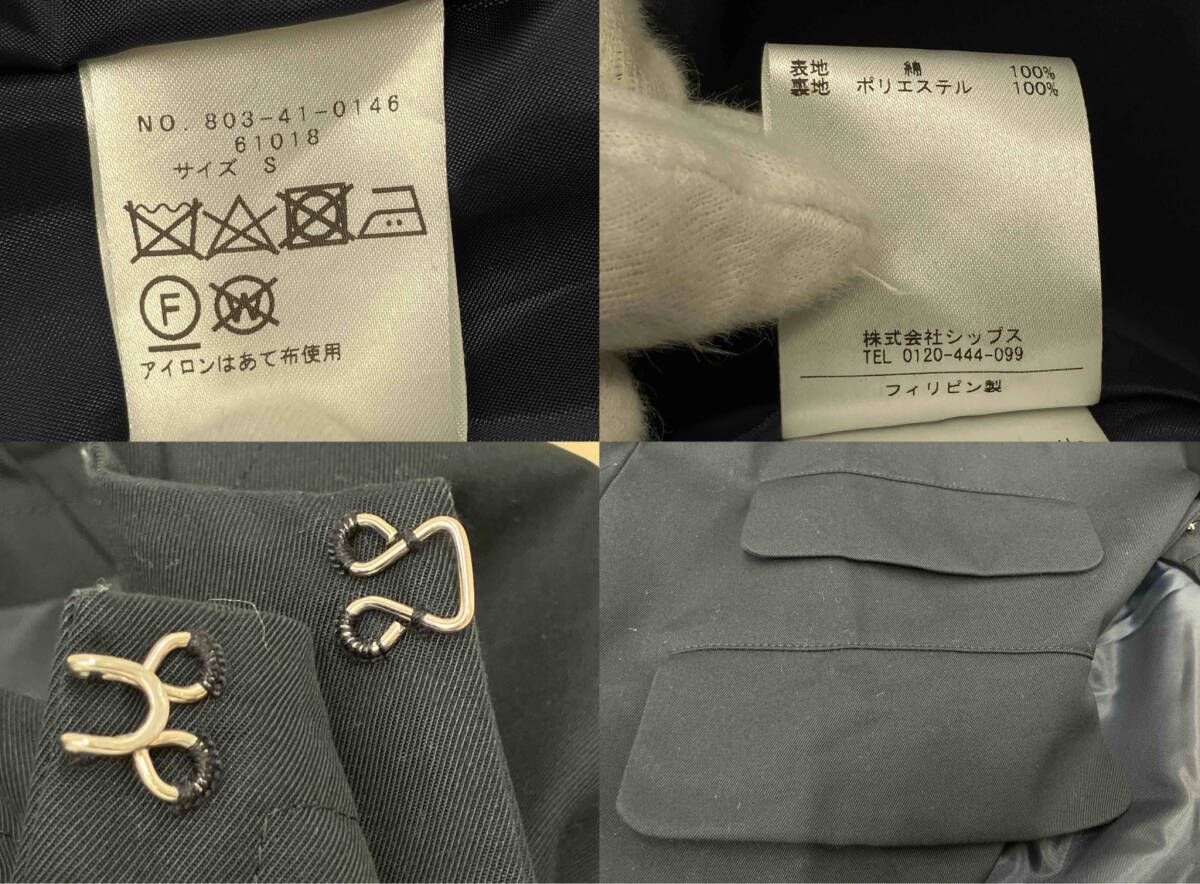 NO. 803-41-0146
61018
サイズ S
F
W
アイロンはあて布使用
表地 綿 100%
裏地 ポリエステル 100%
株式会社シップス
TEL 0120-444-099
フィリピン製